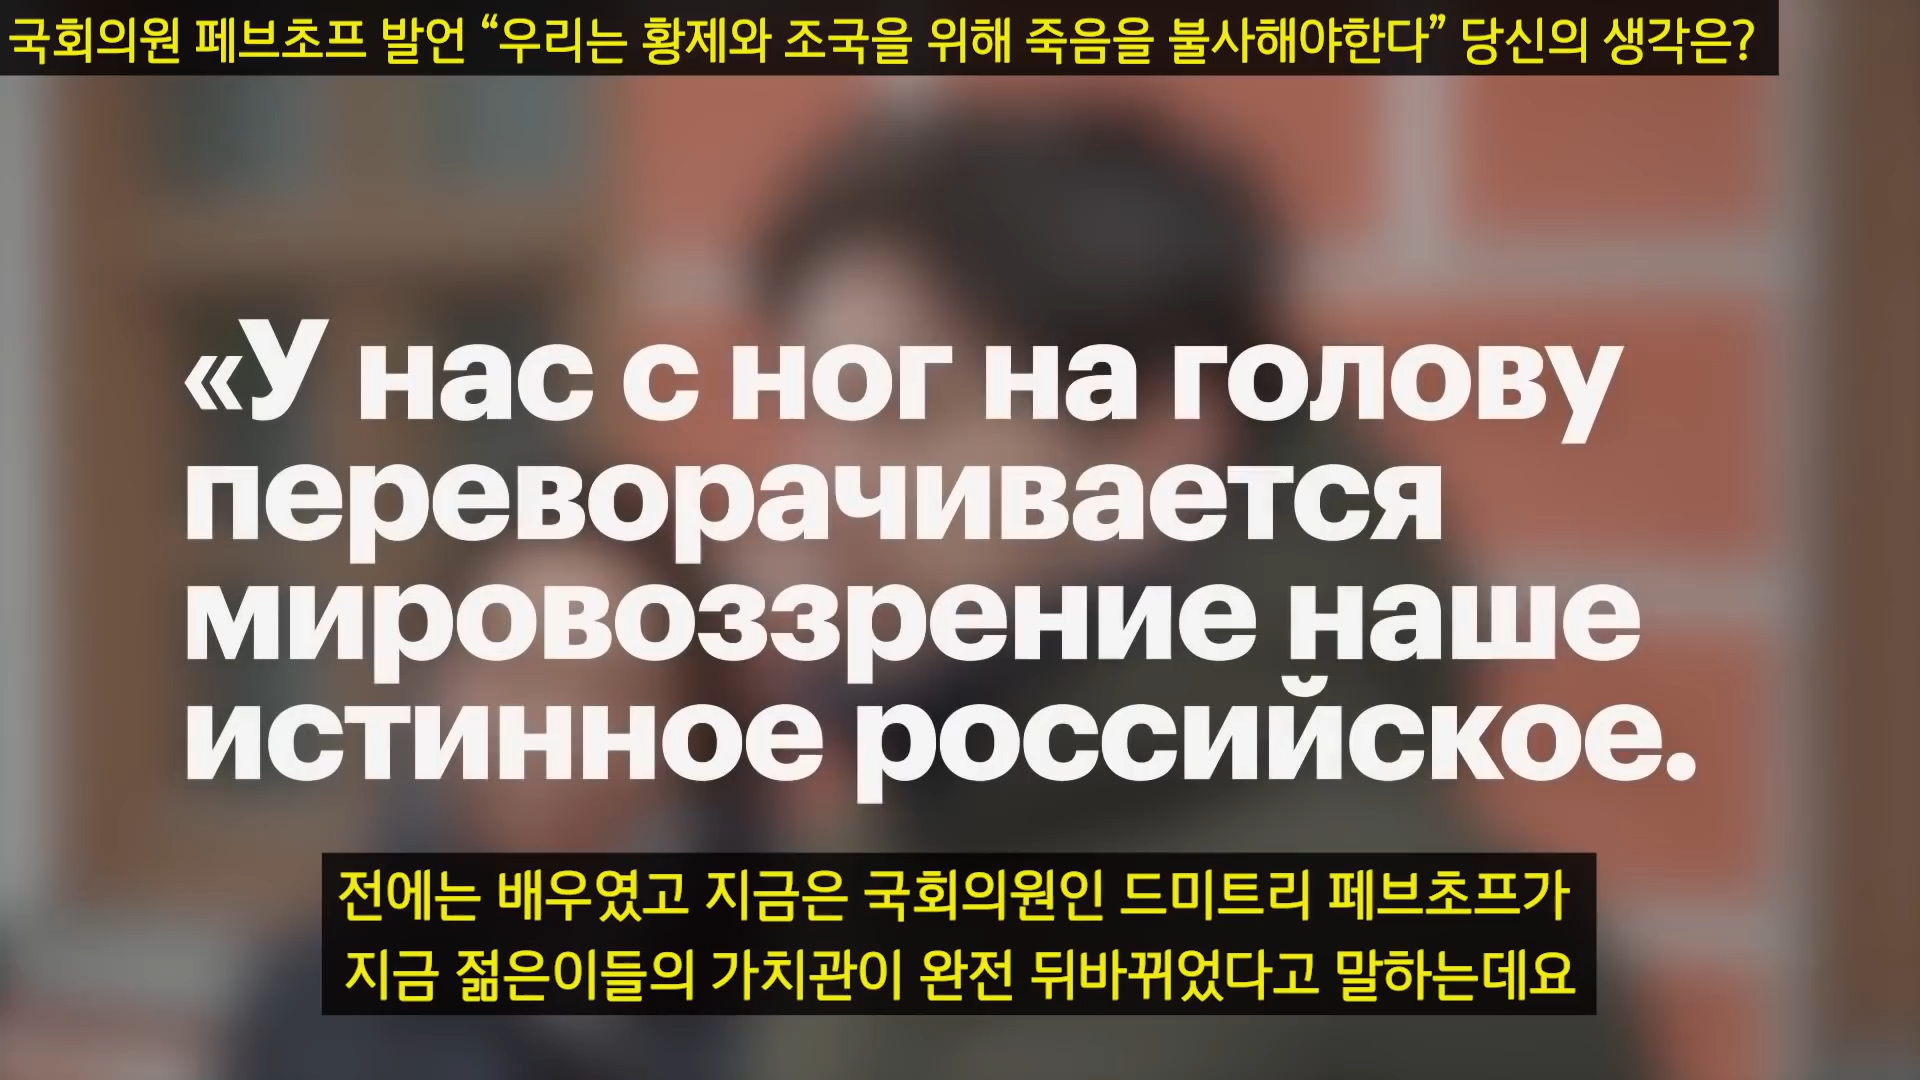 국회의원 페브초프 발언 “우리는 황제와 조국을 위해 죽음을 불사해야한다” 당신의 생각은?
«У нас с ног на голову
переворачивается
мировоззрение наше
истинное российское.
전에는 배우였고 지금은 국회의원인 드미트리 페브초프가
지금 젊은이들의 가치관이 완전 뒤바뀌었다고 말하는데요